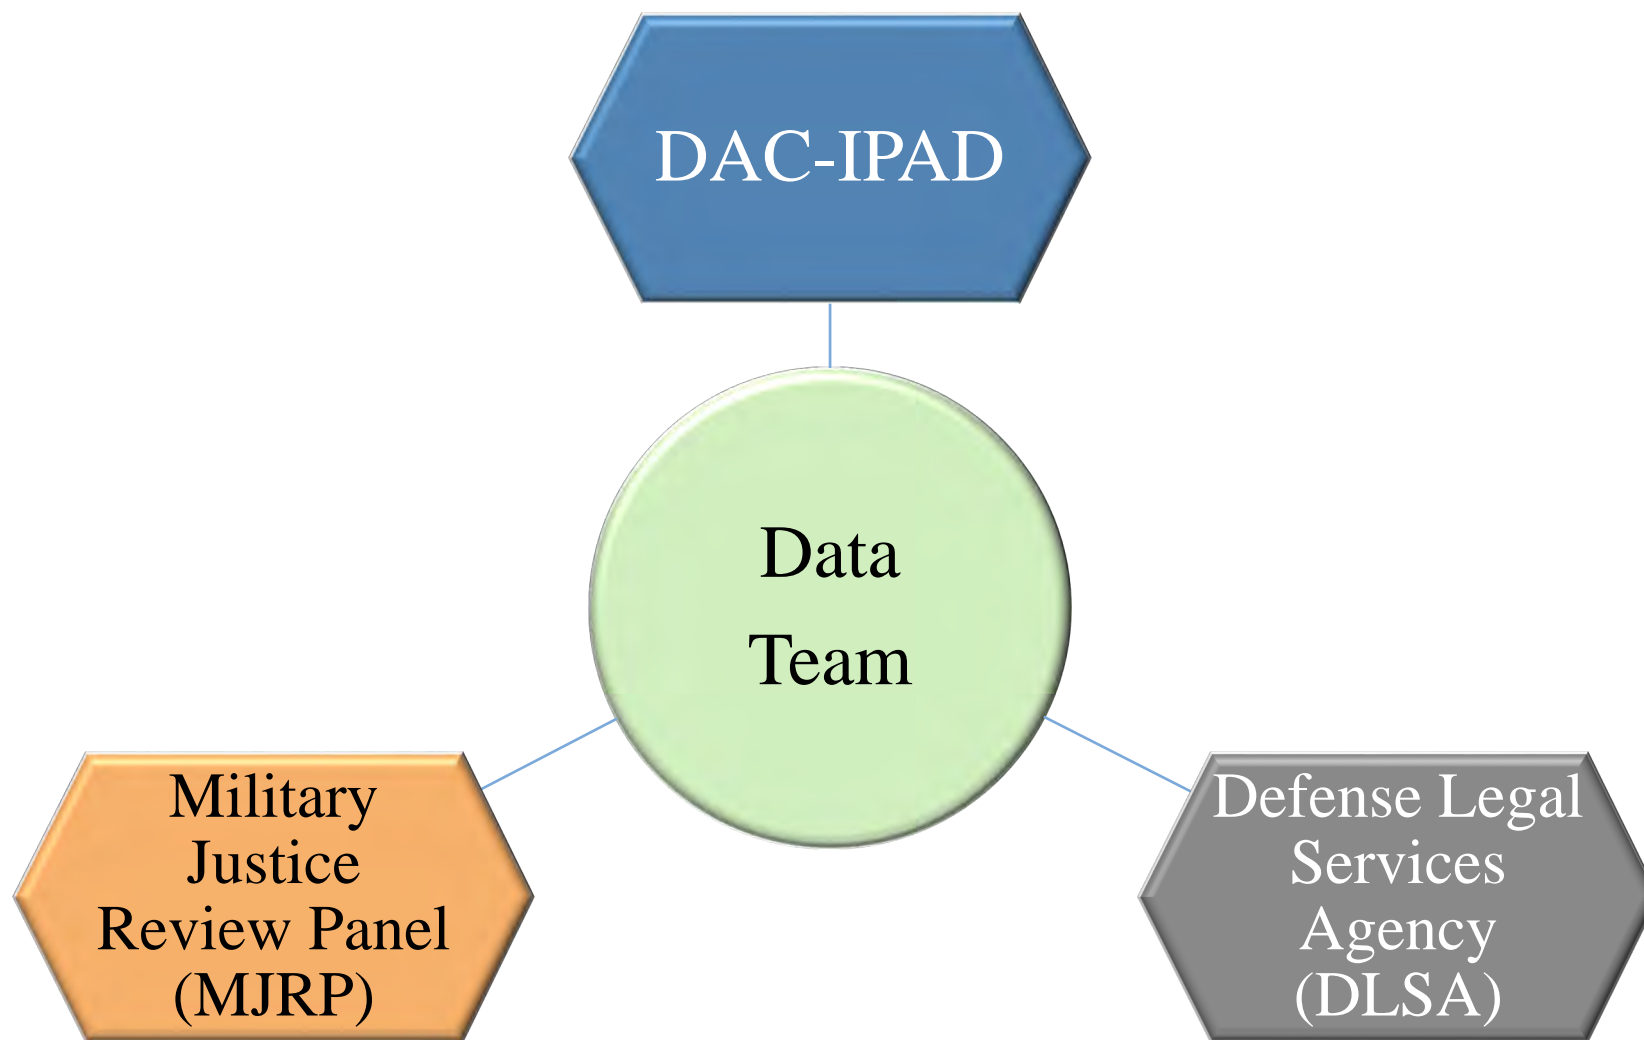 DAC-IPAD
Data
Team
Military
Justice
Review Panel
(MJRP)
Defense Legal
Services
Agency
(DLSA)